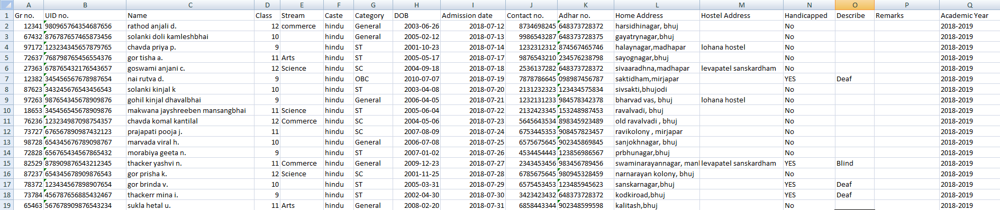 A B C D E F G H I J K L M N O P Q
1 Gr no. UID no. Name Class Stream Caste Category DOB Admission date Contact no. Adhar no. Home Address Hostel Address Handicapped Describe Remarks Academic Year
2 12341 980965764354687656 rathod anjali d. 12 commerce hindu General 2003-06-26 2018-07-12 8734698245 648373728372 harsidhinagar, bhuj No 2018-2019
3 67432 876787657465873456 solanki doli kamleshbhai 10 hindu General 2005-02-12 2018-07-13 9986543287 648373728375 gayatrynagar,bhuj No 2018-2019
4 97172 123234345657879765 chavda priya p. 9 hindu ST 2001-10-23 2018-07-14 1232312312 874567465746 halaynagar,madhapar lohana hostel No 2018-2019
5 72637 768798765456554376 gor tisha a. 11 Arts hindu ST 2005-05-17 2018-07-17 9876543210 234576238798 sayognagar,bhuj No 2018-2019
6 27363 678765432176543657 goswami anjani c. 12 Science hindu SC 2004-09-18 2018-07-18 2536137282 648373728372 sivaaradhna,madhapar levapatel sanskardham No 2018-2019
7 12382 345456567678987654 nai rutva d. 9 hindu OBC 2010-07-07 2018-07-19 7878786645 098987456787 saktidham,mirjapar YES Deaf 2018-2019
8 87623 343245676543456543 solanki kinjal k 10 hindu ST 2003-04-08 2018-07-20 2131232323 123434575834 sivsakti,bhujodi No 2018-2019
9 97263 987654345678909876 gohil kinjal dhavalbhai 9 hindu General 2006-04-05 2018-07-21 1232131233 984578342378 bharvad vas, bhuj lohana hostel No 2018-2019
10 18653 345456545678909876 makwana jayshreeben mansangbhai 11 Science hindu ST 2005-06-04 2018-07-22 2132423345 153248987453 ravalvadi, bhuj No 2018-2019
11 76236 123234987098754357 chavda komal kantilal 12 Commerce hindu SC 2004-05-06 2018-07-23 5645643534 898345923489 old ravalvadi , bhuj No 2018-2019
12 73727 676567890987432123 prajapati pooja j. 11 hindu SC 2007-08-09 2018-07-24 6753445353 908457823457 ravikolony , mirjapar No 2018-2019
13 98728 654345676789098767 marvada viral h. 10 hindu General 2006-07-08 2018-07-25 6575675645 902345869845 sanjokhnagar, bhuj No 2018-2019
14 72828 656765434567865432 morabiya geeta n. 9 hindu ST 2007-01-02 2018-07-26 4534454443 123856986567 prbhunagar,bhuj No 2018-2019
15 82529 878909876543212345 thacker yashvi n. 11 Commerce hindu General 2009-12-23 2018-07-27 2343453456 983456789456 swaminarayannagar, levapatel sanskardham YES Blind 2018-2019
16 87237 654345678909876543 gor prisha k. 12 Science hindu SC 2001-11-25 2018-07-28 6785675645 980945328459 narnarayan kolony, bhuj No 2018-2019
17 78372 123434567898907654 gor brinda v. 10 hindu ST 2005-03-31 2018-07-29 6575453453 123485945623 sanskarnagar,bhuj YES Deaf 2018-2019
18 73784 456787656885432467 thackerr mina i. 9 hindu ST 2002-04-30 2018-07-30 3423423432 648373728372 kodkiroad,bhuj YES Deaf 2018-2019
19 65463 567678909876543234 sukla hetal u. 11 Arts hindu General 2008-02-20 2018-07-31 6858443344 902348599598 kalitash,bhuj No 2018-2019